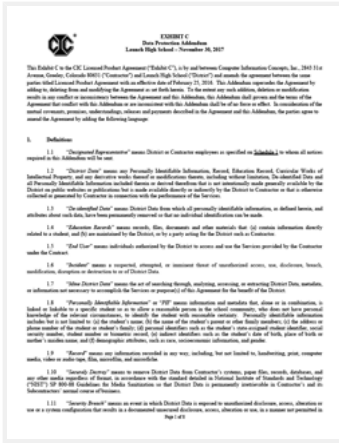 EXHIBIT C
Data Protection Addendum
Launch High School – November 30, 2017
This Exhibit C to the CIC Licensed Product Agreement ("Exhibit C"), is by and between Computer Information Concepts, Inc., 2843 31st
Avenue, Greeley, Colorado 80631 ("Contractor") and Launch High School ("District") and amends the agreement between the same
parties titled Licensed Product Agreement with an effective date of February 25, 2016. This Addendum supersedes the Agreement by
adding to, deleting from and modifying the Agreement as set forth herein. To the extent any such addition, deletion or modification
results in any conflict or inconsistency between the Agreement and this Addendum, this Addendum shall govern and the terms of the
Agreement that conflict with this Addendum or are inconsistent with this Addendum shall be of no force or effect. In consideration of the
mutual covenants, promises, understandings, releases and payments described in the Agreement and this Addendum, the parties agree to
amend the Agreement by adding the following language:
1. Definitions
1.1 "Designated Representative" means District or Contractor employees as specified on Schedule 1 to whom all notices
required in this Addendum will be sent.
1.2 "District Data" means any Personally Identifiable Information, Record, Education Record, Curricular Works of
Intellectual Property, and any derivative works thereof or modifications thereto, including without limitation, De-identified Data and
all Personally Identifiable Information included therein or derived therefrom that is not intentionally made generally available by the
District on public websites or publications but is made available directly or indirectly by the District to Contractor or that is otherwise
collected or generated by Contractor in connection with the performance of the Services.
1.3 "De-identified Data" means District Data from which all personally identifiable information, as defined herein, and
attributes about such data, have been permanently removed so that no individual identification can be made.
1.4 "Education Records" means records, files, documents and other materials that: (a) contain information directly
related to a student; and (b) are maintained by the District, or by a party acting for the District such as Contractor.
1.5 "End User" means individuals authorized by the District to access and use the Services provided by the Contractor
under the Contract.
1.6 "Incident" means a suspected, attempted, or imminent threat of unauthorized access, use, disclosure, breach,
modification, disruption or destruction to or of District Data.
1.7 "Mine District Data" means the act of searching through, analyzing, accessing, or extracting District Data, metadata,
or information not necessary to accomplish the Services or purpose(s) of this Agreement for the benefit of the District.
1.8 "Personally Identifiable Information" or "PII" means information and metadata that, alone or in combination, is
linked or linkable to a specific student so as to allow a reasonable person in the school community, who does not have personal
knowledge of the relevant circumstances, to identify the student with reasonable certainty. Personally identifiable information
includes but is not limited to: (a) the student's name; (b) the name of the student's parent or other family members; (c) the address or
phone number of the student or student's family; (d) personal identifiers such as the student's state-assigned student identifier, social
security number, student number or biometric record; (e) indirect identifiers such as the student's date of birth, place of birth or
mother's maiden name; and (f) demographic attributes, such as race, socioeconomic information, and gender.
1.9 "Record" means any information recorded in any way, including, but not limited to, handwriting, print, computer
media, video or audio tape, film, microfilm, and microfiche.
1.10 "Securely Destroy" means to remove District Data from Contractor's systems, paper files, records, databases, and
any other media regardless of format, in accordance with the standard detailed in National Institute of Standards and Technology
("NIST") SP 800-88 Guidelines for Media Sanitization so that District Data is permanently irretrievable in Contractor's and its
Subcontractors' normal course of business.
1.11 "Security Breach" means an event in which District Data is exposed to unauthorized disclosure, access, alteration or
use or a system configuration that results in a documented unsecured disclosure, access, alteration or use, in a manner not permitted in
Page 1 of 8